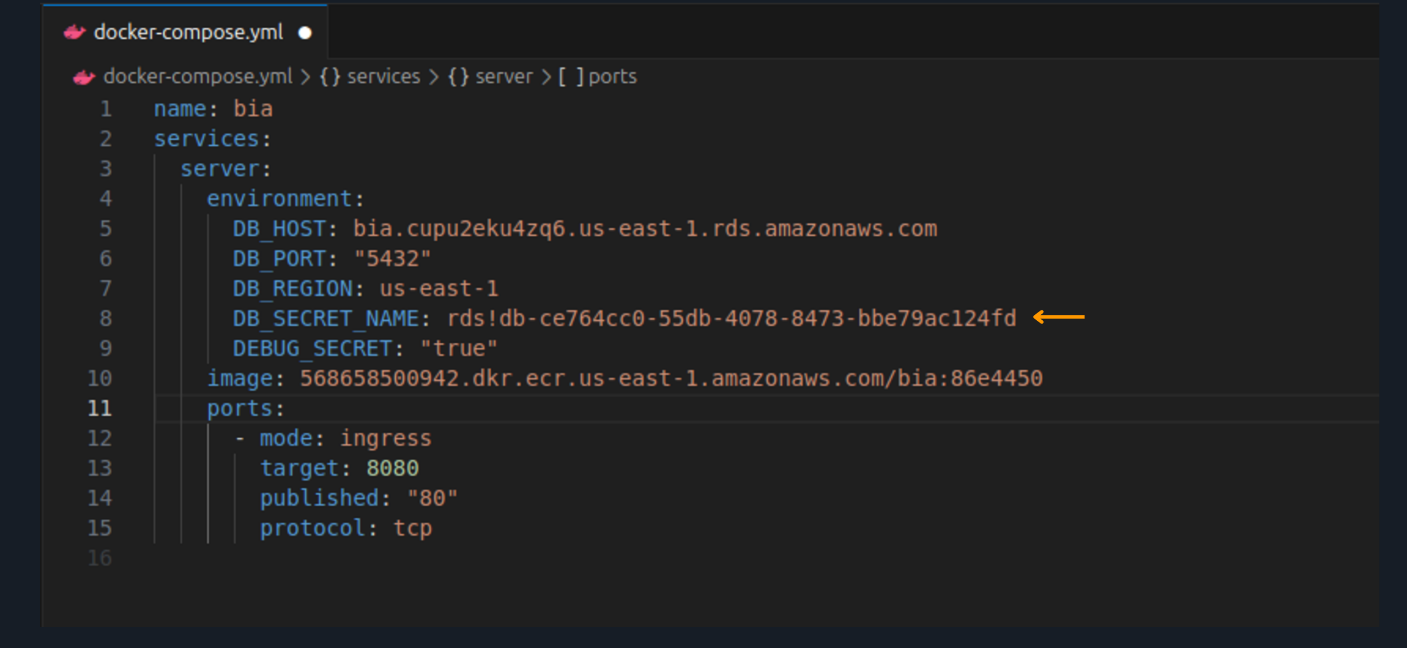 docker-compose.yml
docker-compose.yml > {} services > {} server > [ ] ports
1 name: bia
2 services:
3   server:
4     environment:
5       DB_HOST: bia.cupu2eku4zq6.us-east-1.rds.amazonaws.com
6       DB_PORT: "5432"
7       DB_REGION: us-east-1
8       DB_SECRET_NAME: rds!db-ce764cc0-55db-4078-8473-bbe79ac124fd
9       DEBUG_SECRET: "true"
10     image: 568658500942.dkr.ecr.us-east-1.amazonaws.com/bia:86e4450
11     ports:
12       - mode: ingress
13         target: 8080
14         published: "80"
15         protocol: tcp
16